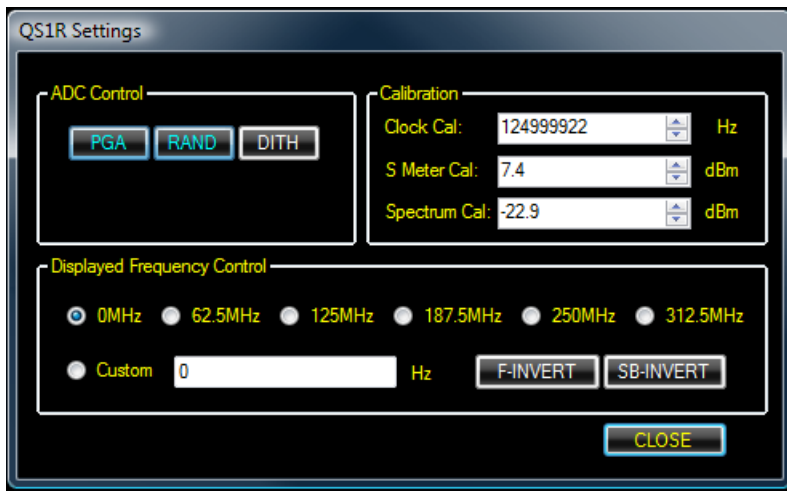 QS1R Settings
ADC Control
PGA RAND DITH
Calibration
Clock Cal: 124999922 Hz
S Meter Cal: 7.4 dBm
Spectrum Cal: -22.9 dBm
Displayed Frequency Control
0MHz 62.5MHz 125MHz 187.5MHz 250MHz 312.5MHz
Custom 0 Hz F-INVERT SB-INVERT
CLOSE